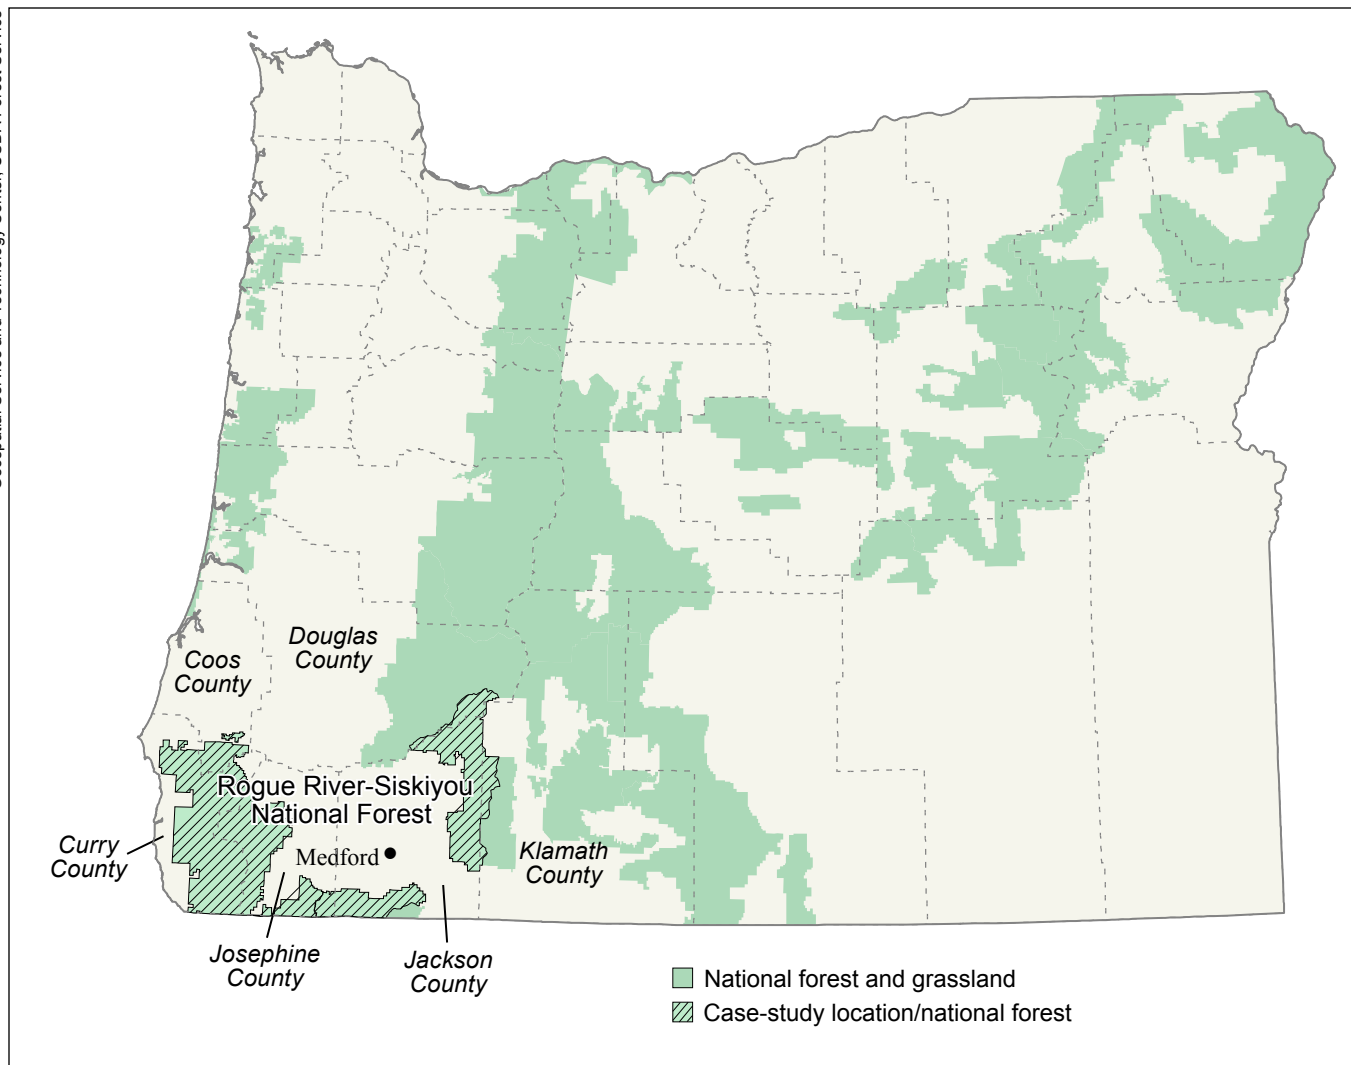 Douglas
County
Coos
County
Rogue River-Siskiyou
National Forest
Curry
County
Medford
Klamath
County
Josephine
County
Jackson
County
National forest and grassland
Case-study location/national forest